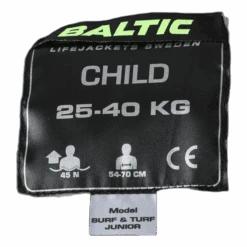 BALTIC
LIFEJACKETS SWEDEN
CHILD
25-40 KG
45 N
54-70 CM
CE
Model
SURF & TURF
JUNIOR